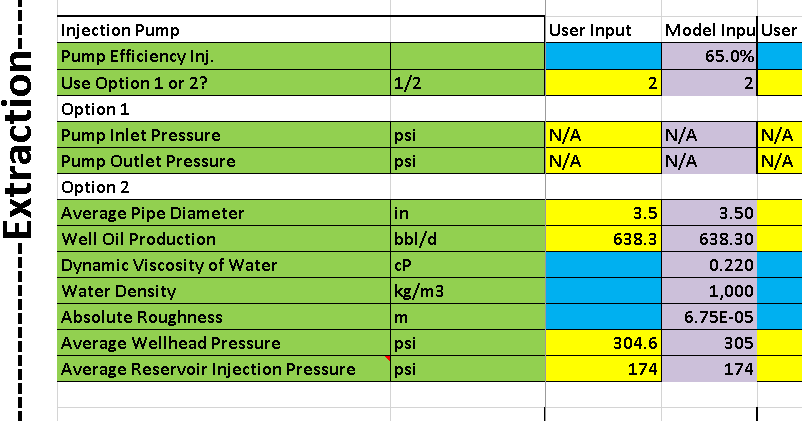 ---------------Extraction----
Injection Pump User Input Model Inpu User
Pump Efficiency Inj. 65.0%
Use Option 1 or 2? 1/2 2 2
Option 1
Pump Inlet Pressure psi N/A N/A N/A
Pump Outlet Pressure psi N/A N/A N/A
Option 2
Average Pipe Diameter in 3.5 3.50
Well Oil Production bbl/d 638.3 638.30
Dynamic Viscosity of Water cP 0.220
Water Density kg/m3 1,000
Absolute Roughness m 6.75E-05
Average Wellhead Pressure psi 304.6 305
Average Reservoir Injection Pressure psi 174 174